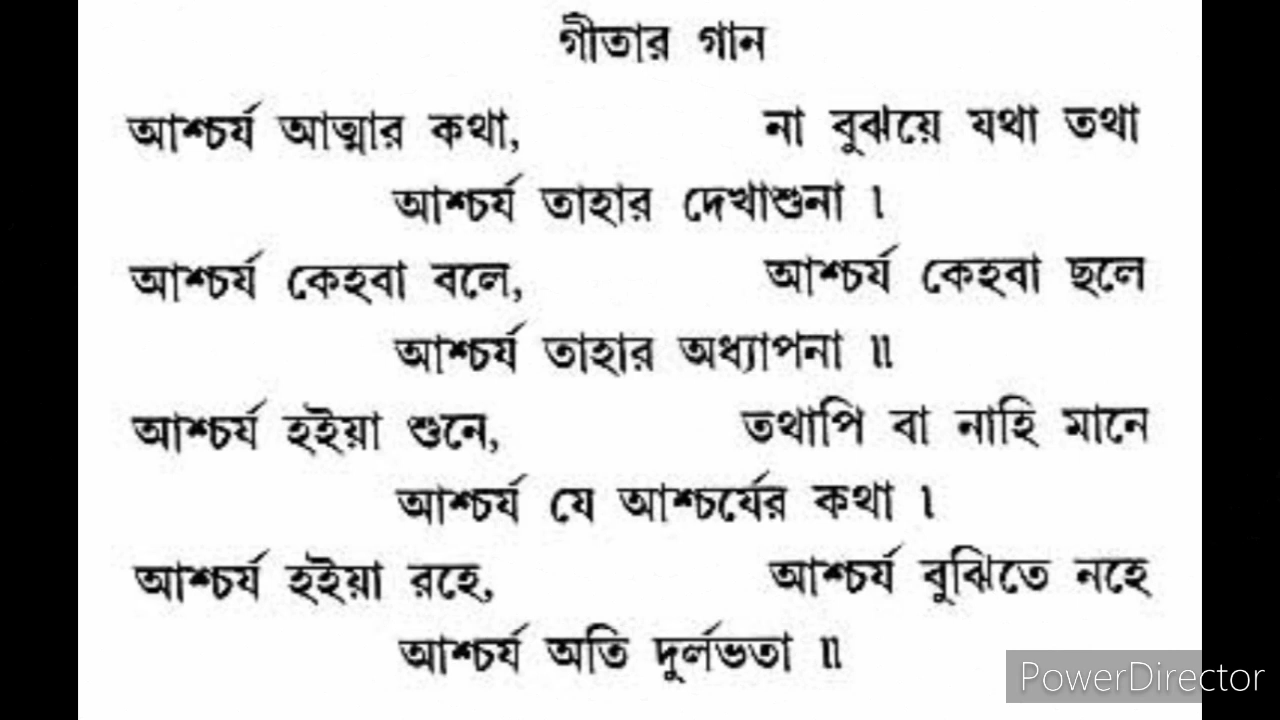 গীতার গান
আশ্চর্য আত্মার কথা, না বুঝয়ে যথা তথা
আশ্চর্য তাহার দেখাশুনা ।
আশ্চর্য কেহবা বলে, আশ্চর্য কেহবা ছলে
আশ্চর্য তাহার অধ্যাপনা ॥
আশ্চর্য হইয়া শুনে, তথাপি বা নাহি মানে
আশ্চর্য যে আশ্চর্যের কথা ।
আশ্চর্য হইয়া রহে, আশ্চর্য বুঝিতে নহে
আশ্চর্য অতি দুর্লভতা ॥
PowerDirector